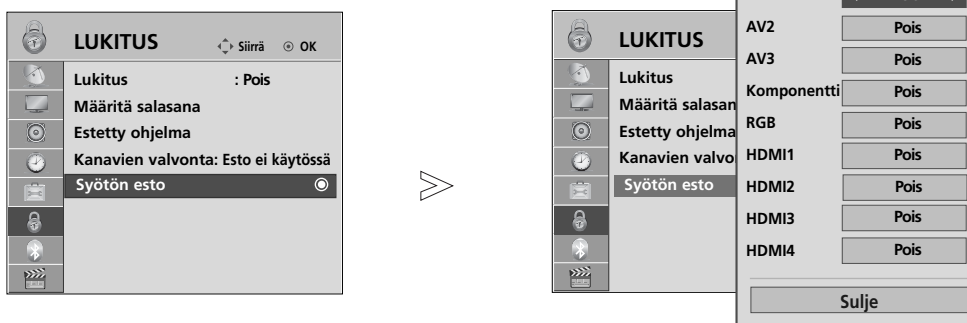 LUKITUS Siirrä OK
Lukitus : Pois
Määritä salasana
Estetty ohjelma
Kanavien valvonta: Esto ei käytössä
Syötön esto
LUKITUS
Lukitus
Määritä salasan
Estetty ohjelma
Kanavien valvo
Syötön esto
AV2 Pois
AV3 Pois
Komponentti Pois
RGB Pois
HDMI1 Pois
HDMI2 Pois
HDMI3 Pois
HDMI4 Pois
Sulje